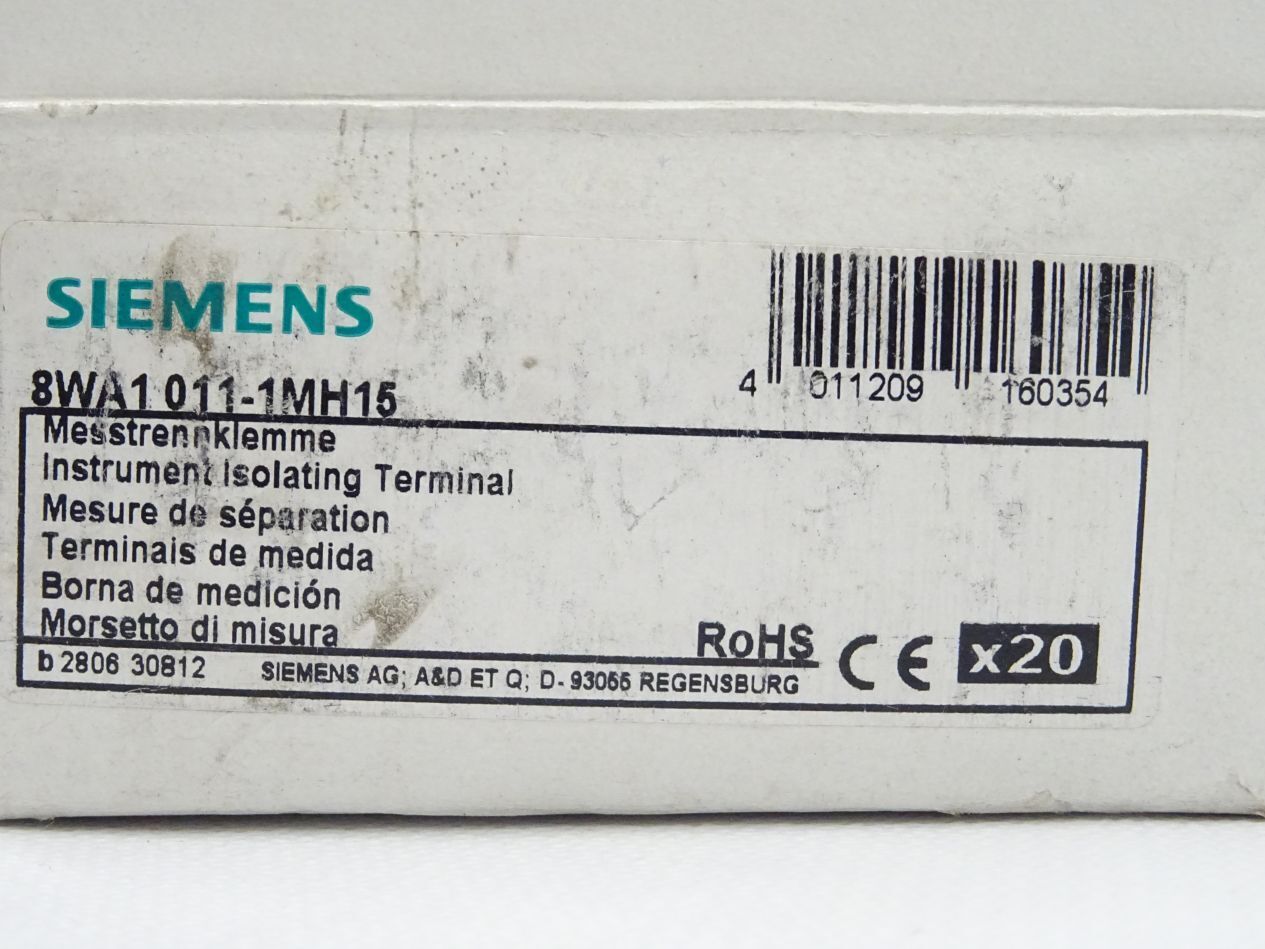 SIEMENS
8WA1 011-1MH15
4 011209 160354
Messtrennklemme
Instrument Isolating Terminal
Mesure de séparation
Terminais de medida
Borna de medición
Morsetto di misura
RoHS CE x20
b 2806 30812 SIEMENS AG; A&D ET Q; D-93055 REGENSBURG